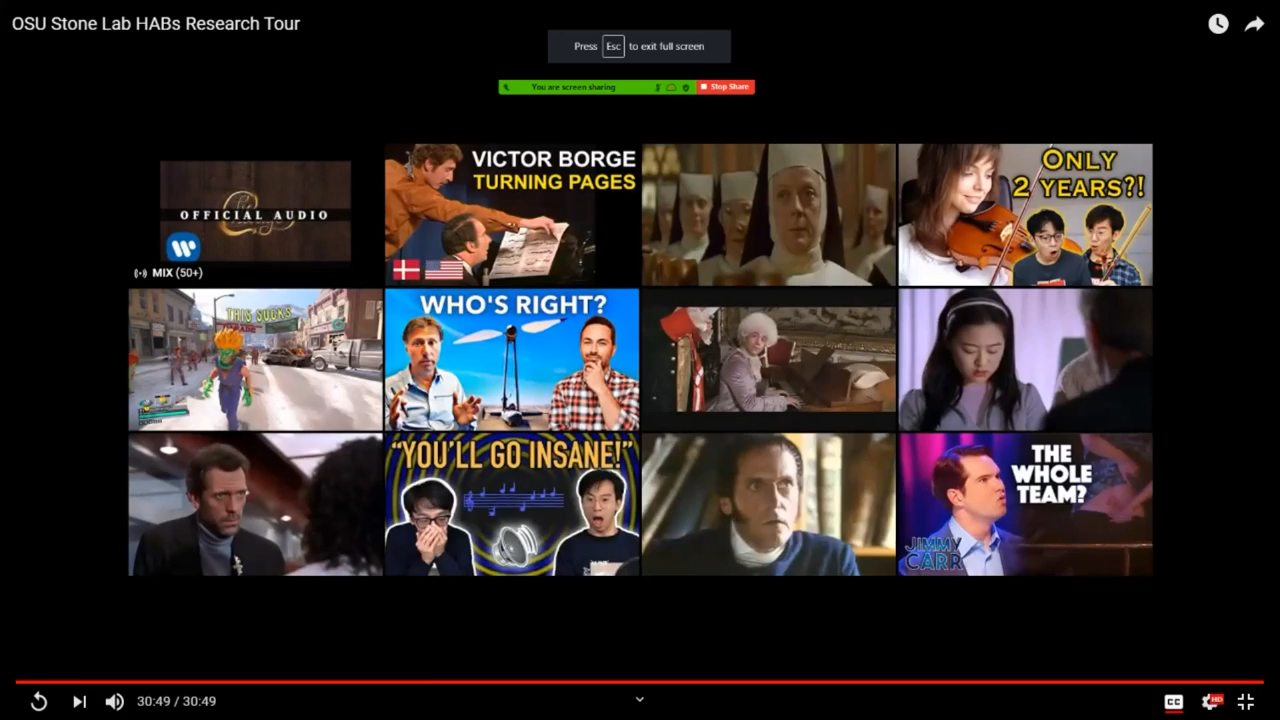 OSU Stone Lab HABs Research Tour
Press Esc to exit full screen
You are screen sharing
Stop Share
OFFICIAL AUDIO
MIX (50+)
VICTOR BORGE
TURNING PAGES
ONLY
2 YEARS?!
THIS SUCKS
WHO'S RIGHT?
"YOU'LL GO INSANE!"
THE
WHOLE
TEAM?
JIMMY
CARR
30:49 / 30:49
CC
HD